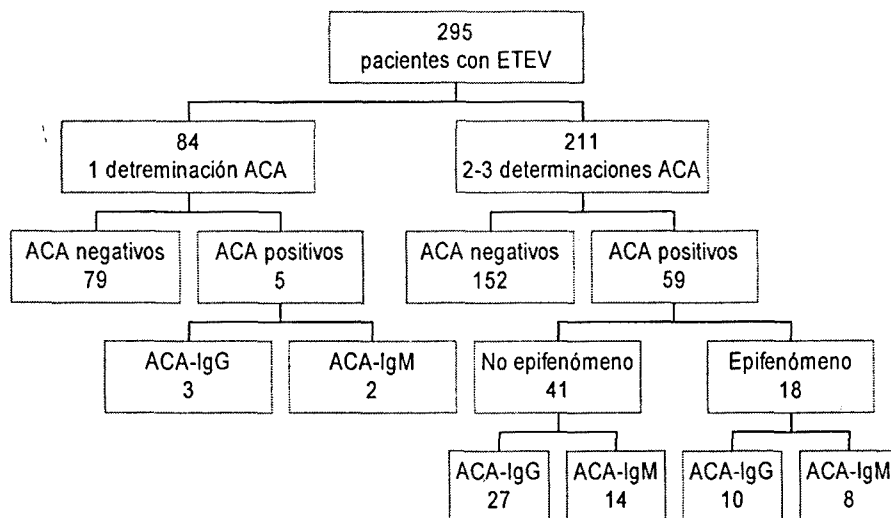 295
pacientes con ETEV
84
1 detreminación ACA
211
2-3 determinaciones ACA
ACA negativos
79
ACA positivos
5
ACA negativos
152
ACA positivos
59
ACA-IgG
3
ACA-IgM
2
No epifenómeno
41
Epifenómeno
18
ACA-IgG
27
ACA-IgM
14
ACA-IgG
10
ACA-IgM
8